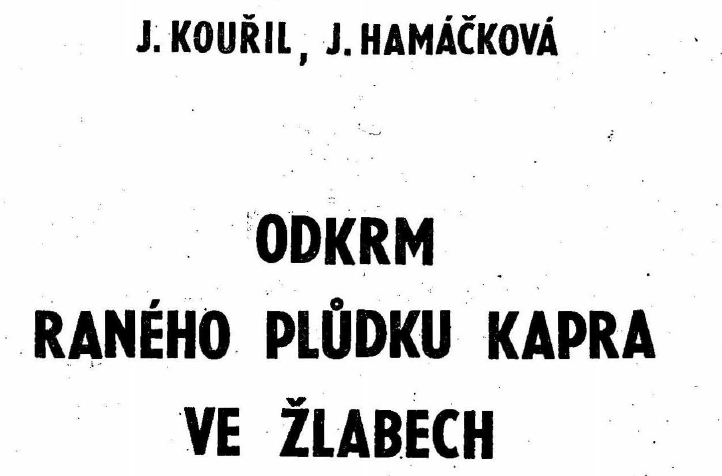 J. KOUŘIL, J. HAMÁČKOVÁ
ODKRM
RANÉHO PLŮDKU KAPRA
VE ŽLABECH